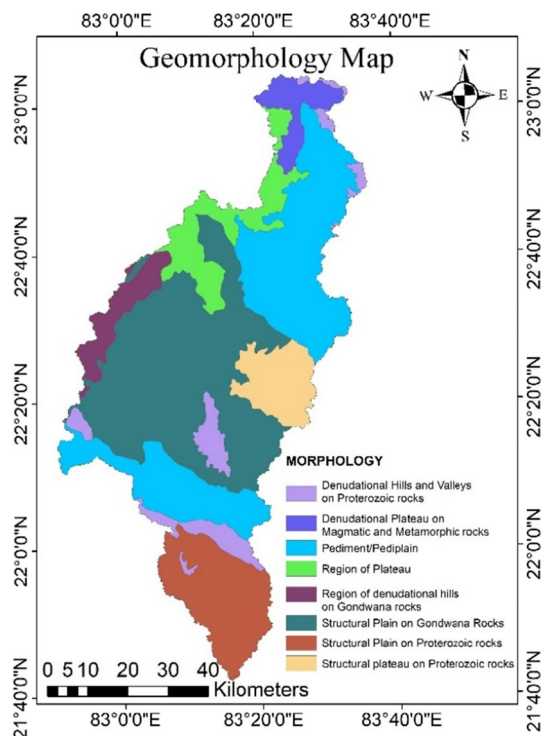 83°0'0"E 83°20'0"E 83°40'0"E
Geomorphology Map
N
W E
S
23°0'0"N 23°0'0"N
22°40'0"N 22°40'0"N
22°20'0"N 22°20'0"N
22°0'0"N 22°0'0"N
21°40'0"N 21°40'0"N
MORPHOLOGY
Denudational Hills and Valleys
on Proterozoic rocks
Denudational Plateau on
Magmatic and Metamorphic rocks
Pediment/Pediplain
Region of Plateau
Region of denudational hills
on Gondwana rocks
Structural Plain on Gondwana Rocks
Structural Plain on Proterozoic rocks
Structural plateau on Proterozoic rocks
0 5 10 20 30 40
Kilometers
83°0'0"E 83°20'0"E 83°40'0"E